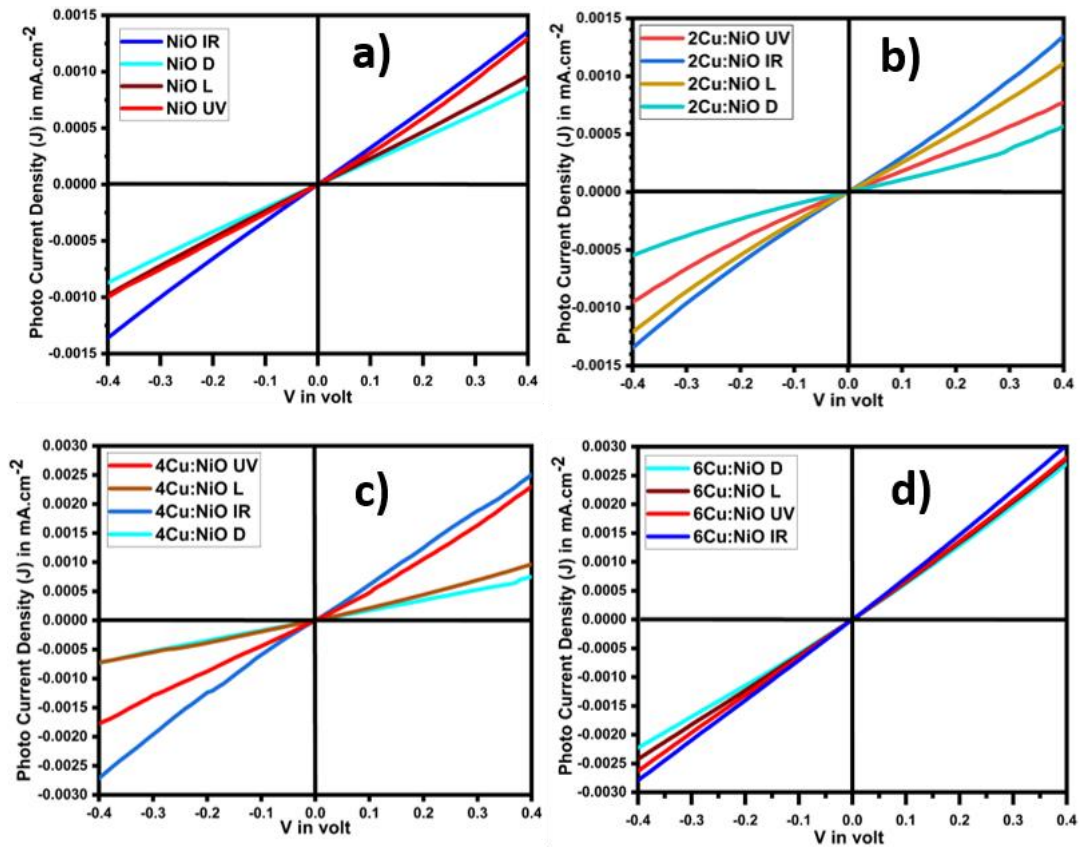 a)
NiO IR
NiO D
NiO L
NiO UV
Photo Current Density (J) in mA.cm-2
0.0015
0.0010
0.0005
0.0000
-0.0005
-0.0010
-0.0015
-0.4 -0.3 -0.2 -0.1 0.0 0.1 0.2 0.3 0.4
V in volt
b)
2Cu:NiO UV
2Cu:NiO IR
2Cu:NiO L
2Cu:NiO D
Photo Current Density (J) in mA.cm-2
0.0015
0.0010
0.0005
0.0000
-0.0005
-0.0010
-0.0015
-0.4 -0.3 -0.2 -0.1 0.0 0.1 0.2 0.3 0.4
V in volt
c)
4Cu:NiO UV
4Cu:NiO L
4Cu:NiO IR
4Cu:NiO D
Photo Current Density (J) in mA.cm-2
0.0030
0.0025
0.0020
0.0015
0.0010
0.0005
0.0000
-0.0005
-0.0010
-0.0015
-0.0020
-0.0025
-0.0030
-0.4 -0.3 -0.2 -0.1 0.0 0.1 0.2 0.3 0.4
V in volt
d)
6Cu:NiO D
6Cu:NiO L
6Cu:NiO UV
6Cu:NiO IR
Photo Current Density (J) in mA.cm-2
0.0030
0.0025
0.0020
0.0015
0.0010
0.0005
0.0000
-0.0005
-0.0010
-0.0015
-0.0020
-0.0025
-0.0030
-0.4 -0.3 -0.2 -0.1 0.0 0.1 0.2 0.3 0.4
V in volt